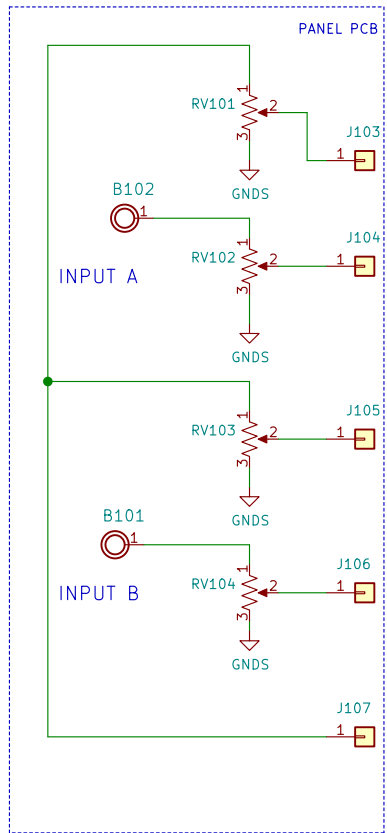 PANEL PCB
1
RV101
2
3
J103
1
GNDS
B102
1
J104
1
RV102
2
1
3
INPUT A
GNDS
J105
1
RV103
2
1
3
GNDS
B101
1
J106
1
RV104
2
1
3
INPUT B
GNDS
J107
1